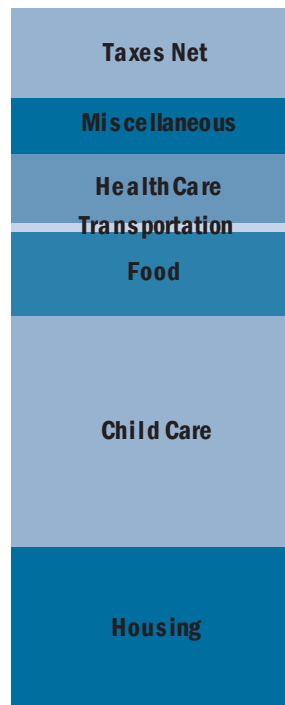 Taxes Net
Miscellaneous
Health Care
Transportation
Food
Child Care
Housing